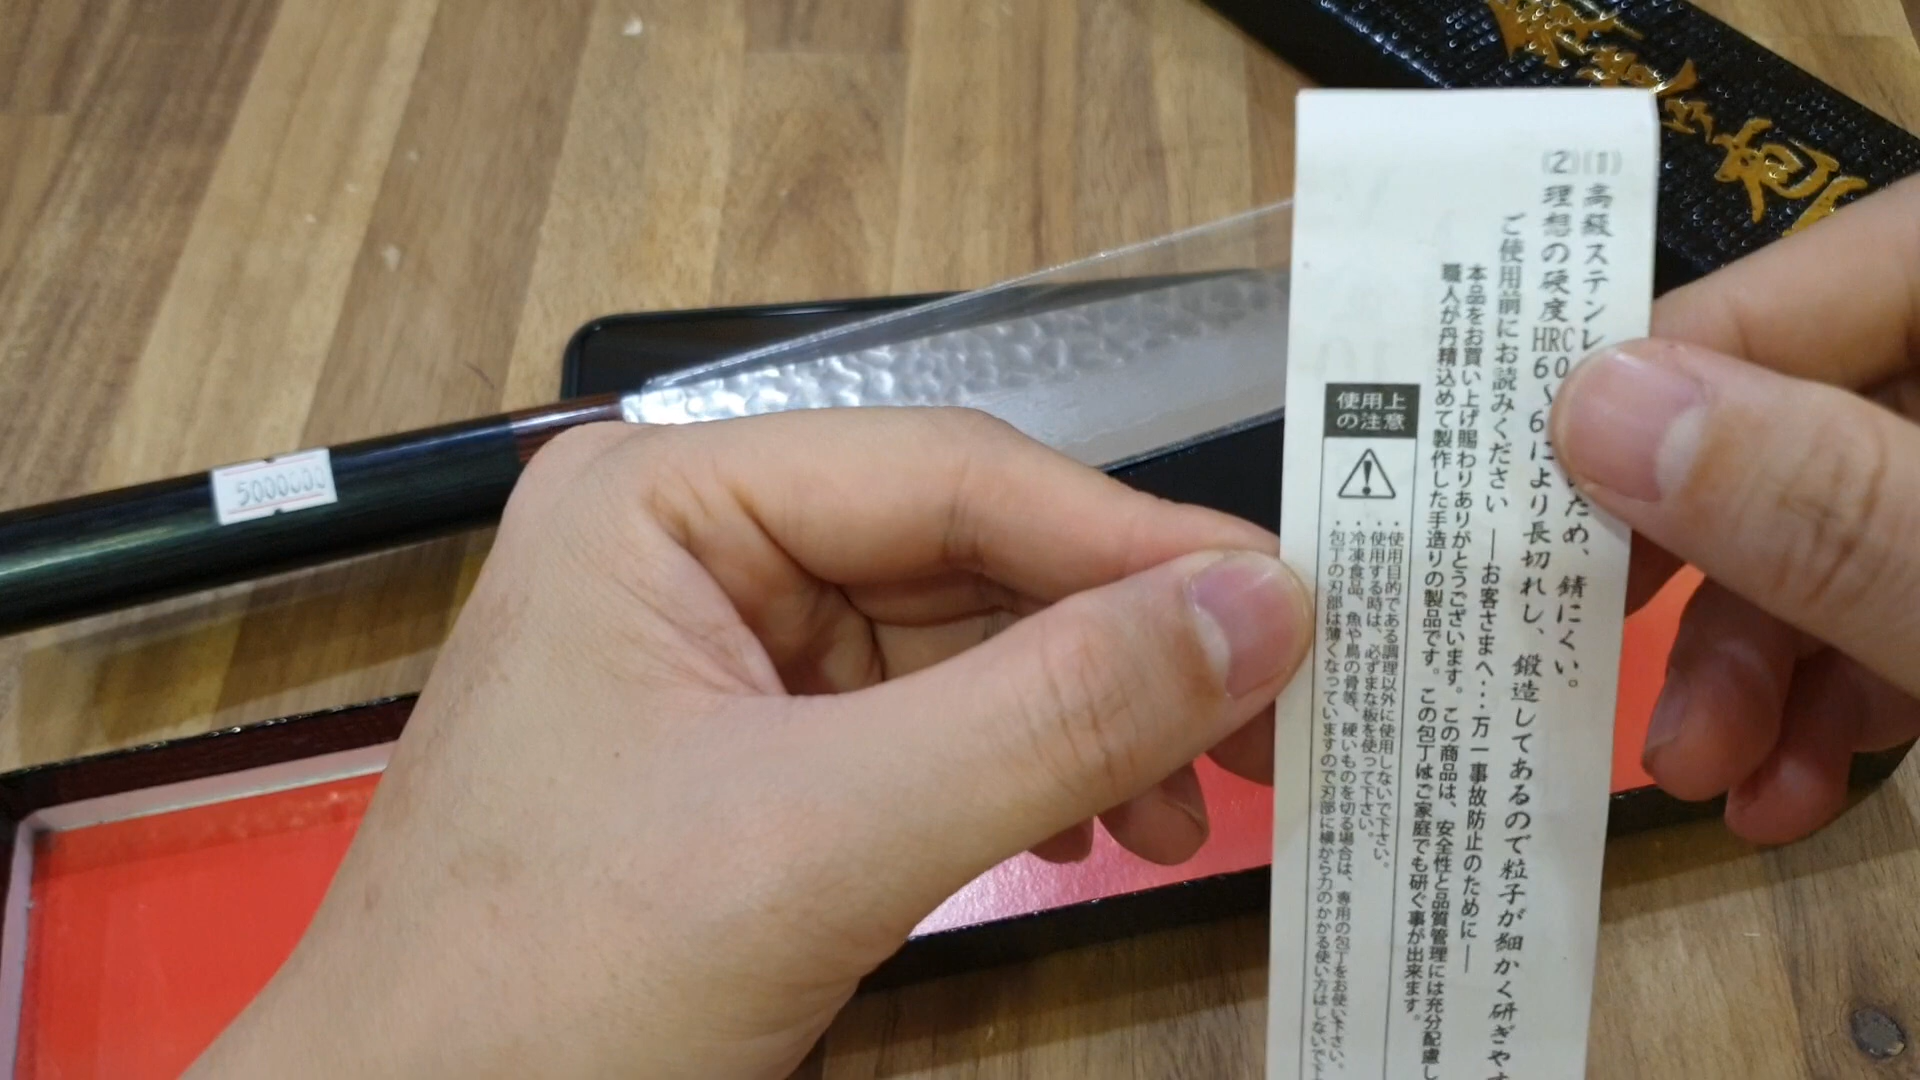 (1)高級ステンレ ため、錆にくい。
(2)理想の硬度HRC60〜6 により長切れし、鍛造してあるので粒子が細かく研ぎやす
ご使用前にお読みください ―お客さまへ・・・万一事故防止のために―
本品をお買い上げ賜わりありがとうございます。この商品は、安全性と品質管理には充分配慮し
職人が丹精込めて製作した手造りの製品です。この包丁はご家庭でも研ぐ事が出来ます。
使用上
の注意
・使用目的である調理以外に使用しないで下さい。
・使用する時は、必ずまな板を使って下さい。
・冷凍食品、魚や鳥の骨等、硬いものを切る場合は、専用の包丁をお使い下さい。
・包丁の刃部は薄くなっていますので刃部に横から力のかかる使い方はしないで下
5000000